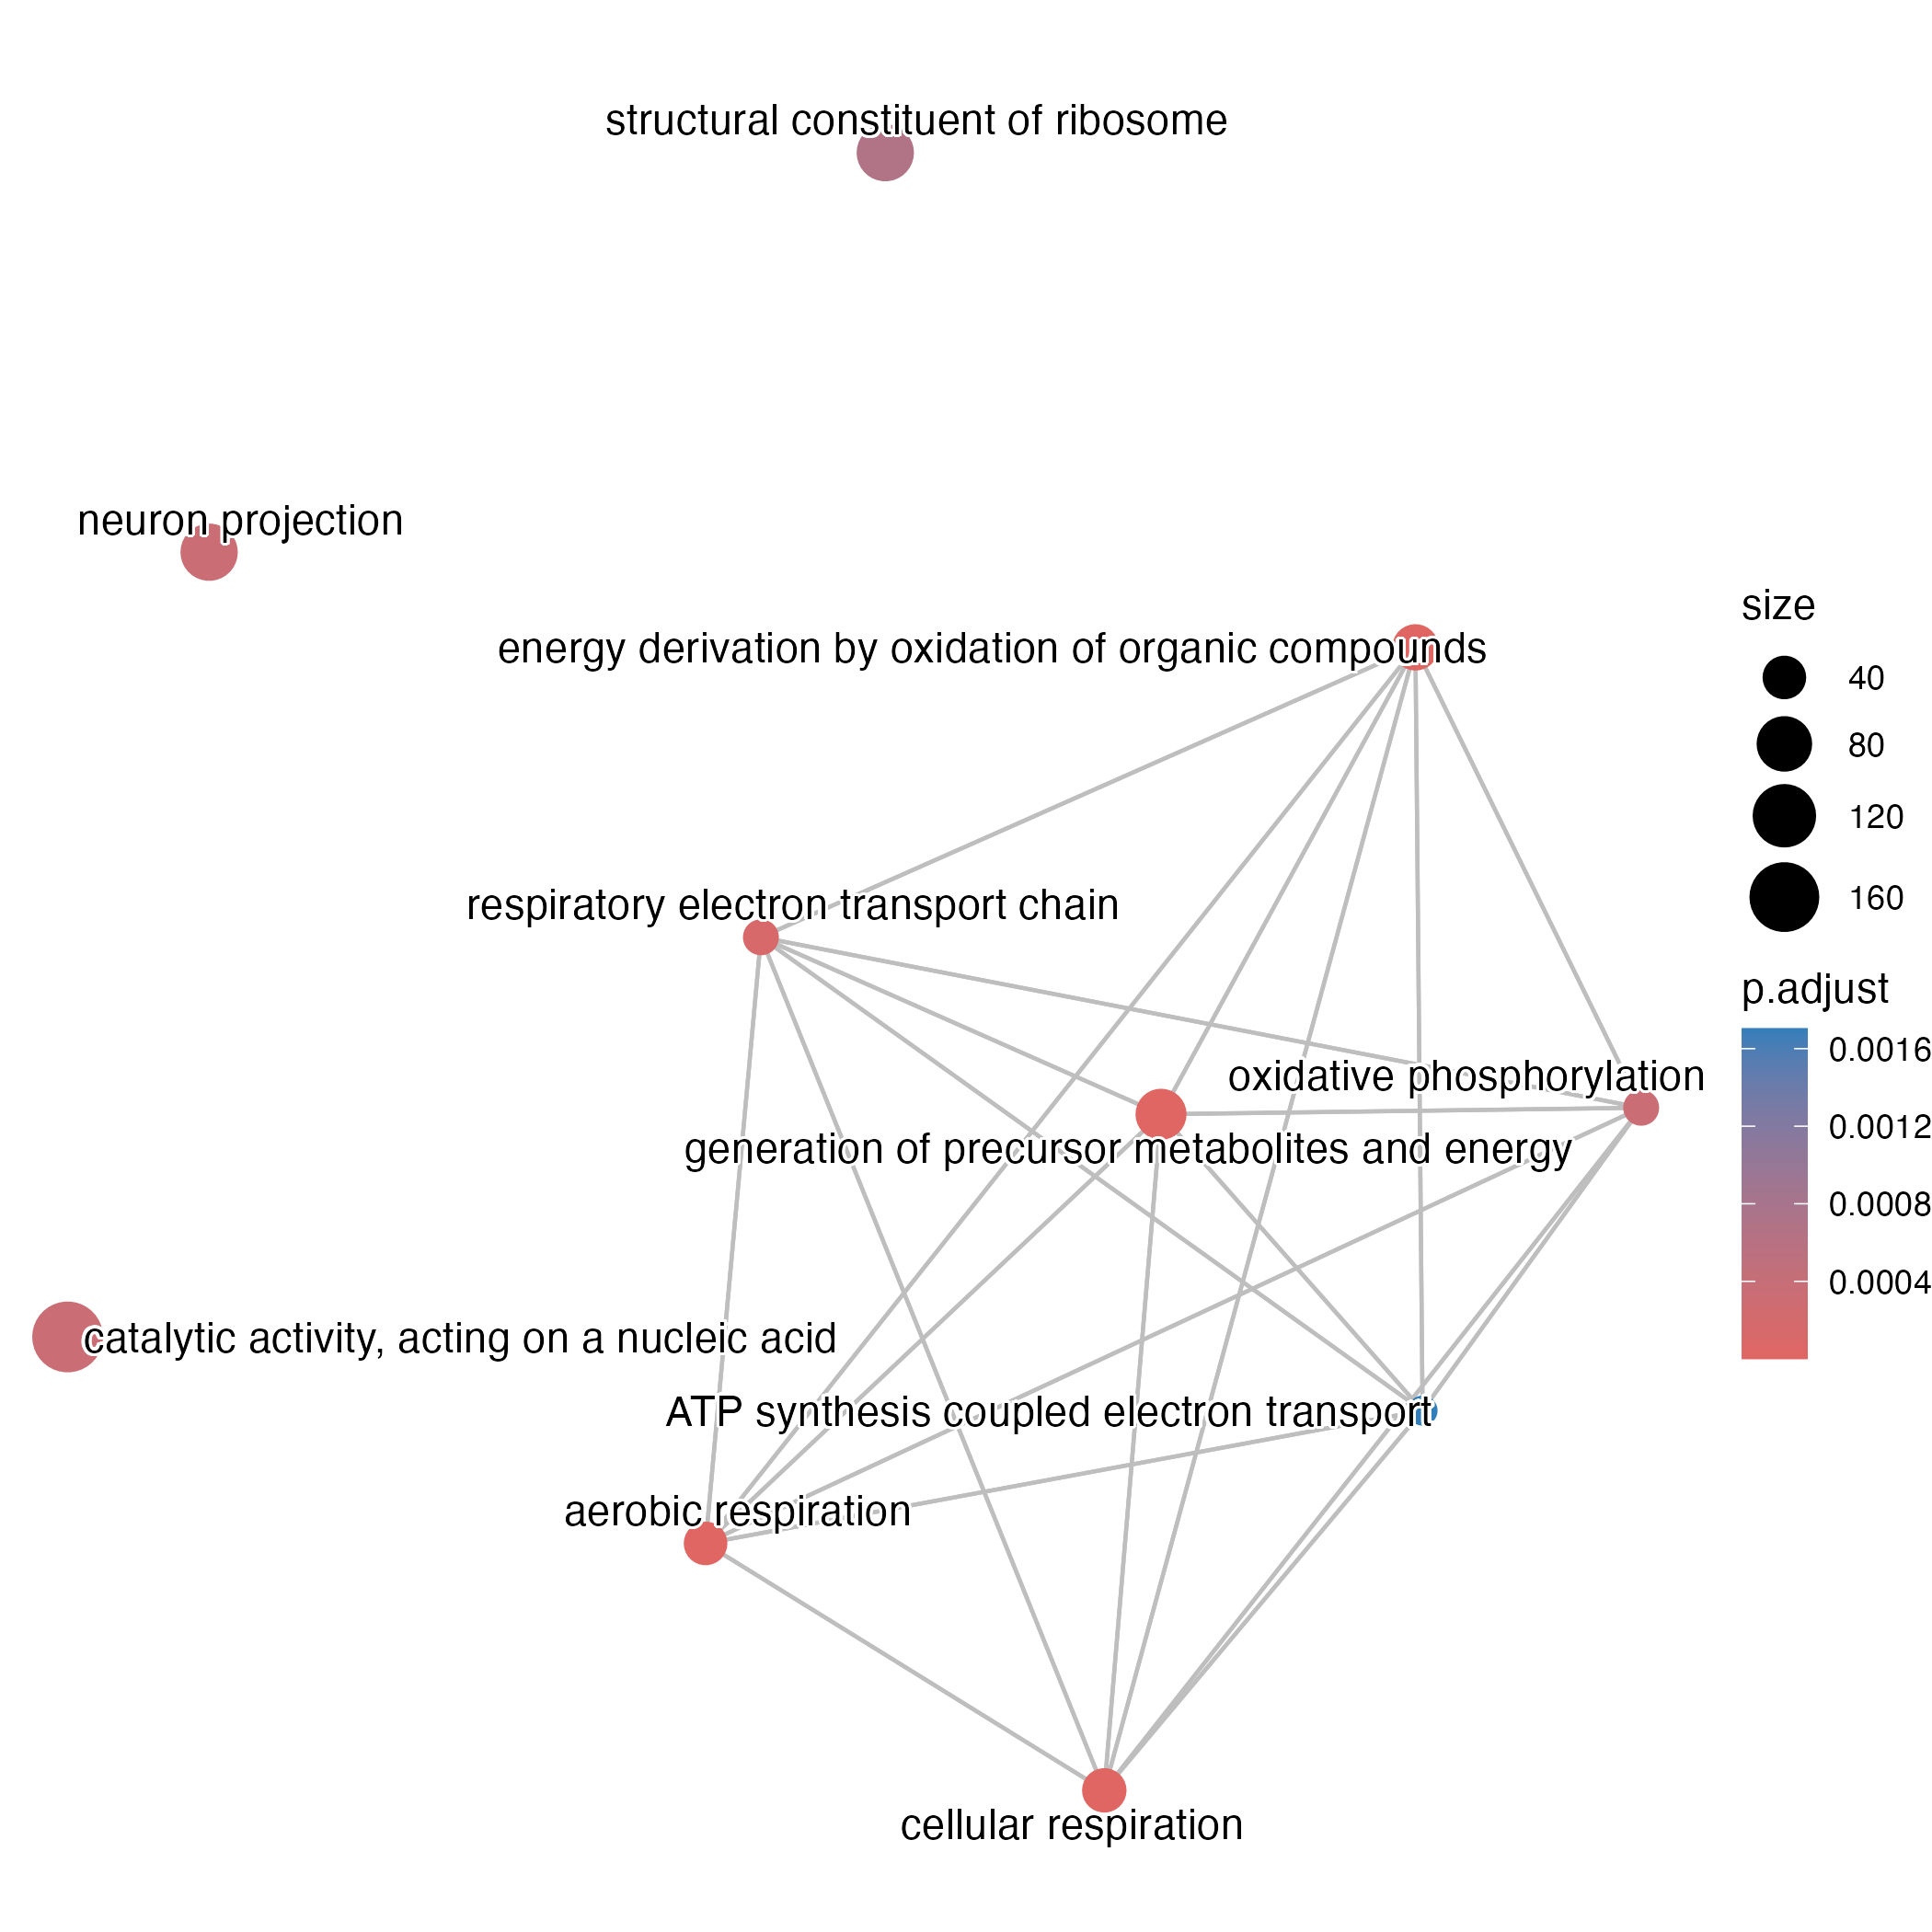 structural constituent of ribosome
neuron projection
energy derivation by oxidation of organic compounds
respiratory electron transport chain
oxidative phosphorylation
generation of precursor metabolites and energy
catalytic activity, acting on a nucleic acid
ATP synthesis coupled electron transport
aerobic respiration
cellular respiration
size
40
80
120
160
p.adjust
0.0016
0.0012
0.0008
0.0004